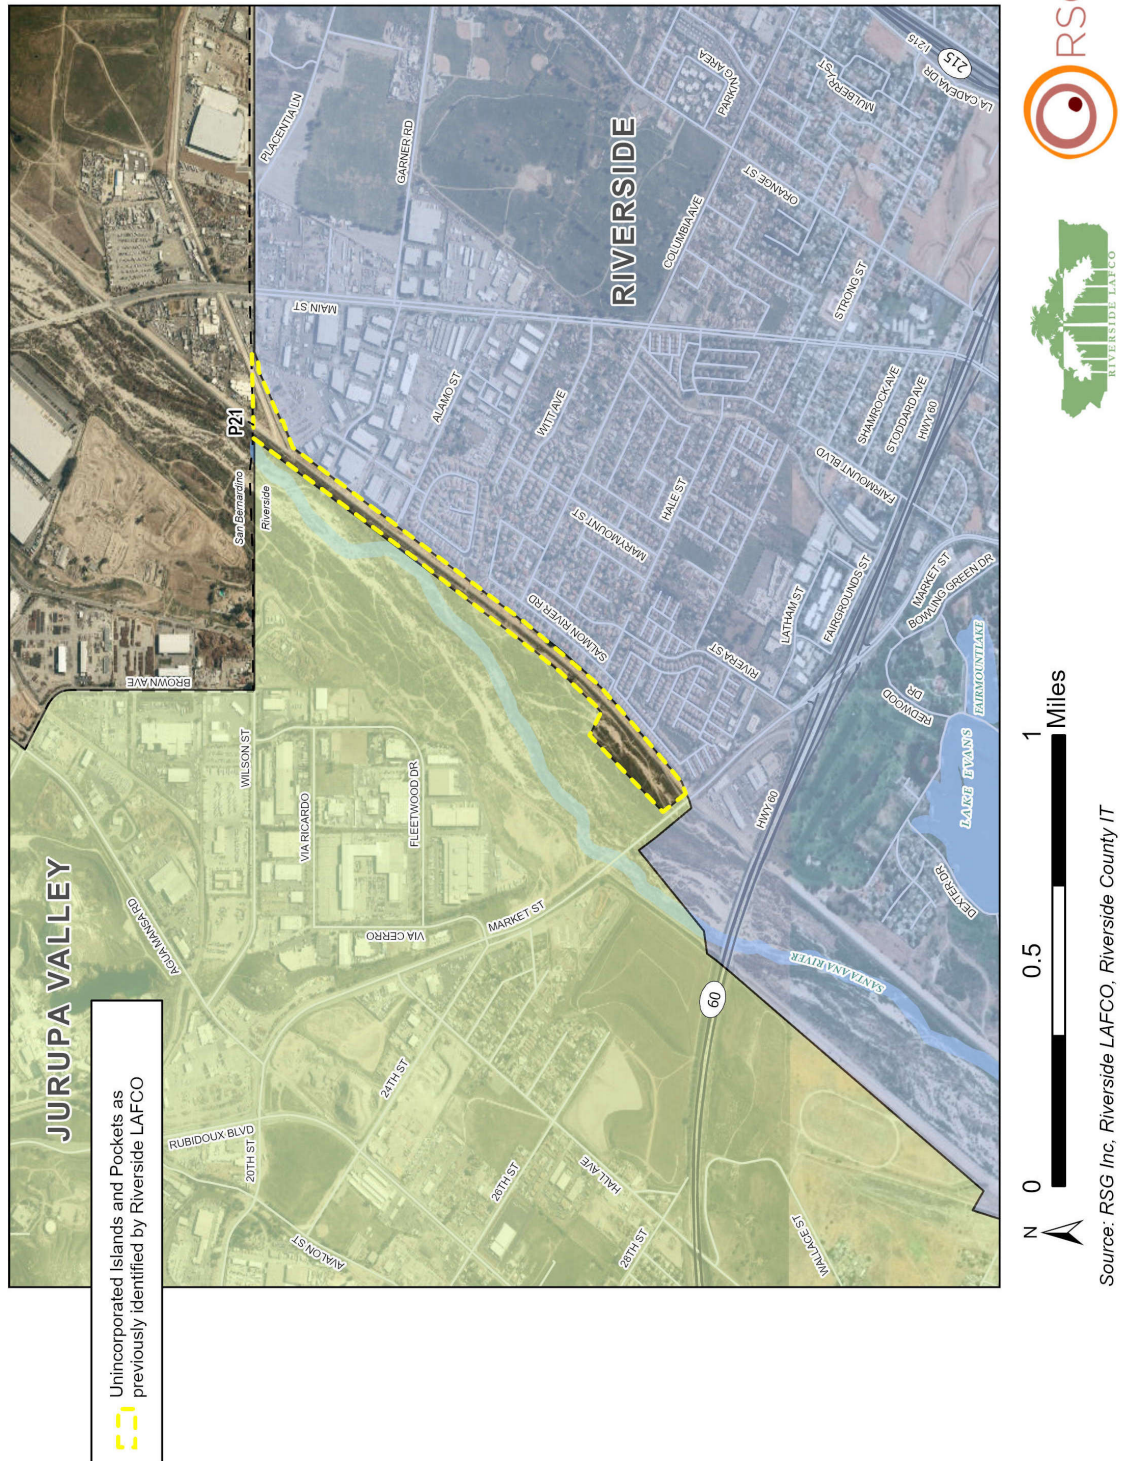 Unincorporated Islands and Pockets as
previously identified by Riverside LAFCO
JURUPA VALLEY
RIVERSIDE
P21
San Bernardino
Riverside
BROWN AVE
WILSON ST
VIA RICARDO
FLEETWOOD DR
VIA CERRO
AGUA MANSA RD
MARKET ST
RUBIDOUX BLVD
20TH ST
24TH ST
26TH ST
28TH ST
HALL AVE
AVALON ST
WALLACE ST
60
HWY 60
SANTA ANA RIVER
PLACENTIA LN
GARNER RD
MAIN ST
ALAMO ST
WITT AVE
COLUMBIA AVE
PARKING AREA
MULBERRY ST
I-215
215
LA CADENA DR
ORANGE ST
STRONG ST
SHAMROCK AVE
STODDARD AVE
HWY 60
FAIRMOUNT BLVD
HALE ST
MARYMOUNT ST
SALMON RIVER RD
RIVERA ST
LATHAM ST
FAIRGROUNDS ST
MARKET ST
BOWLING GREEN DR
REDWOOD
DR
FAIRMOUNT LAKE
LAKE EVANS
DEXTER DR
N
0
0.5
1
Miles
Source: RSG Inc, Riverside LAFCO, Riverside County IT
RIVERSIDE LAFCO